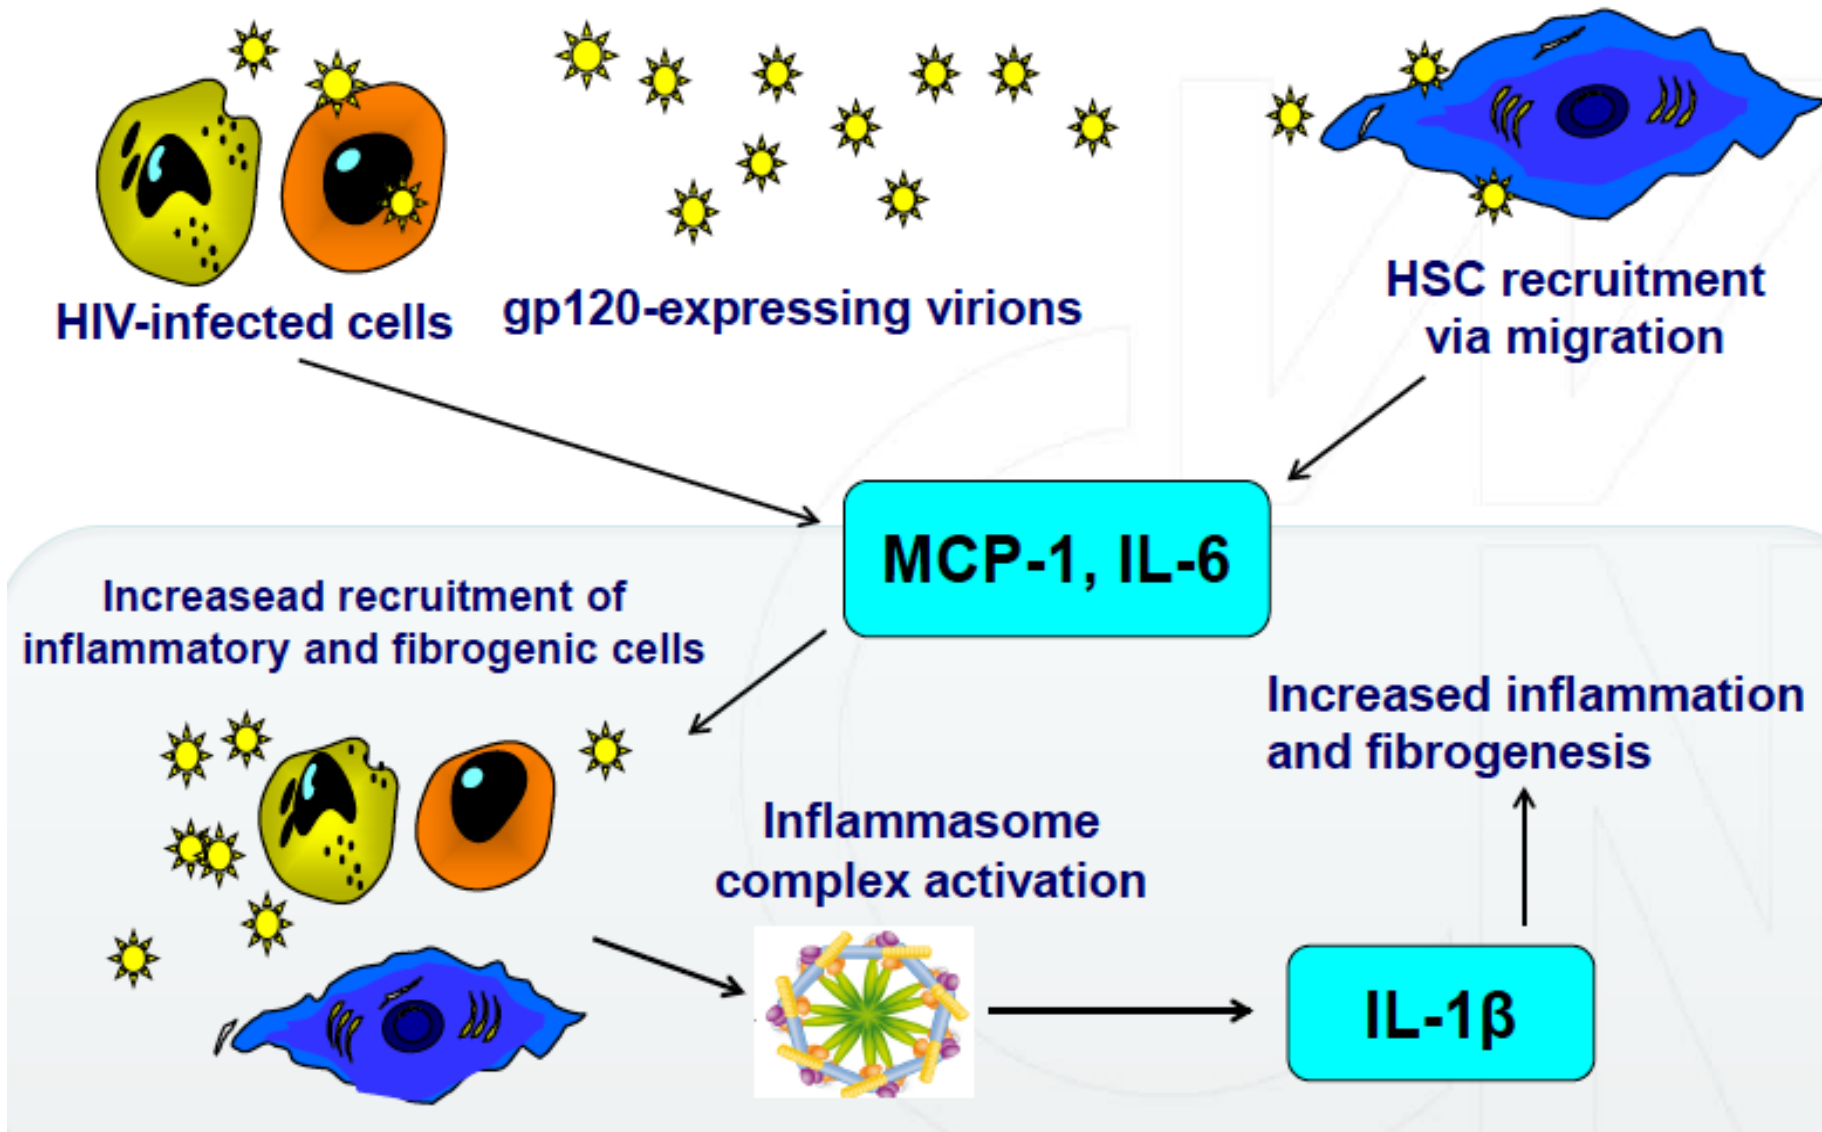 HIV-infected cells
gp120-expressing virions
HSC recruitment
via migration
MCP-1, IL-6
Increasead recruitment of
inflammatory and fibrogenic cells
Increased inflammation
and fibrogenesis
Inflammasome
complex activation
IL-1β